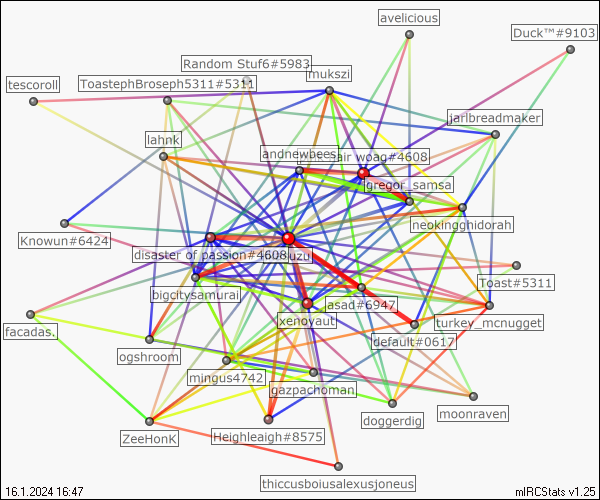 avelicious
Duck™#9103
Random Stuf6#5983
mukszi
tescoroll
ToastephBroseph5311#5311
jarlbreadmaker
lahnk
andnewbees
sair woag#4608
gregor_samsa
neokingghidorah
Knowun#6424
disaster of passion#4608
uzu
Toast#5311
bigcitysamurai
asad#6947
xenoyaut
turkey_mcnugget
facadas.
default#0617
ogshroom
mingus4742
gazpachoman
moonraven
doggerdig
ZeeHonK
Heighleaigh#8575
thiccusboiusalexusjoneus
16.1.2024 16:47
mIRCStats v1.25